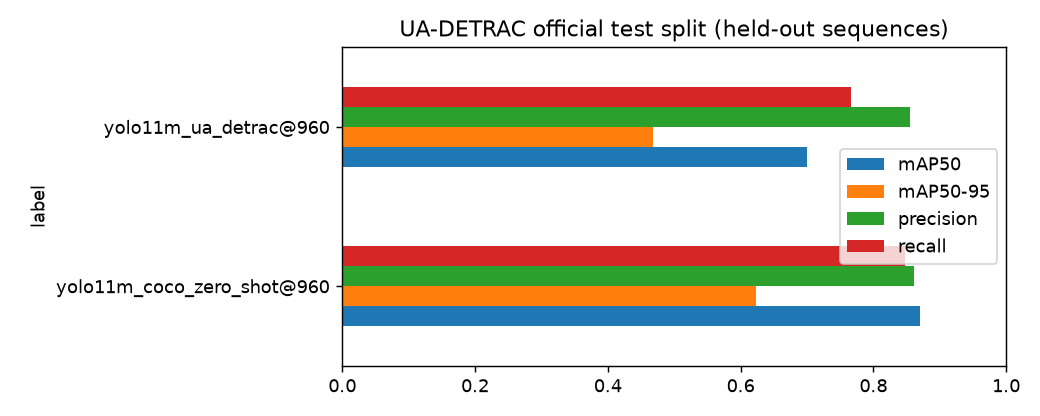 UA-DETRAC official test split (held-out sequences)
label
yolo11m_ua_detrac@960
yolo11m_coco_zero_shot@960
mAP50
mAP50-95
precision
recall
0.0 0.2 0.4 0.6 0.8 1.0